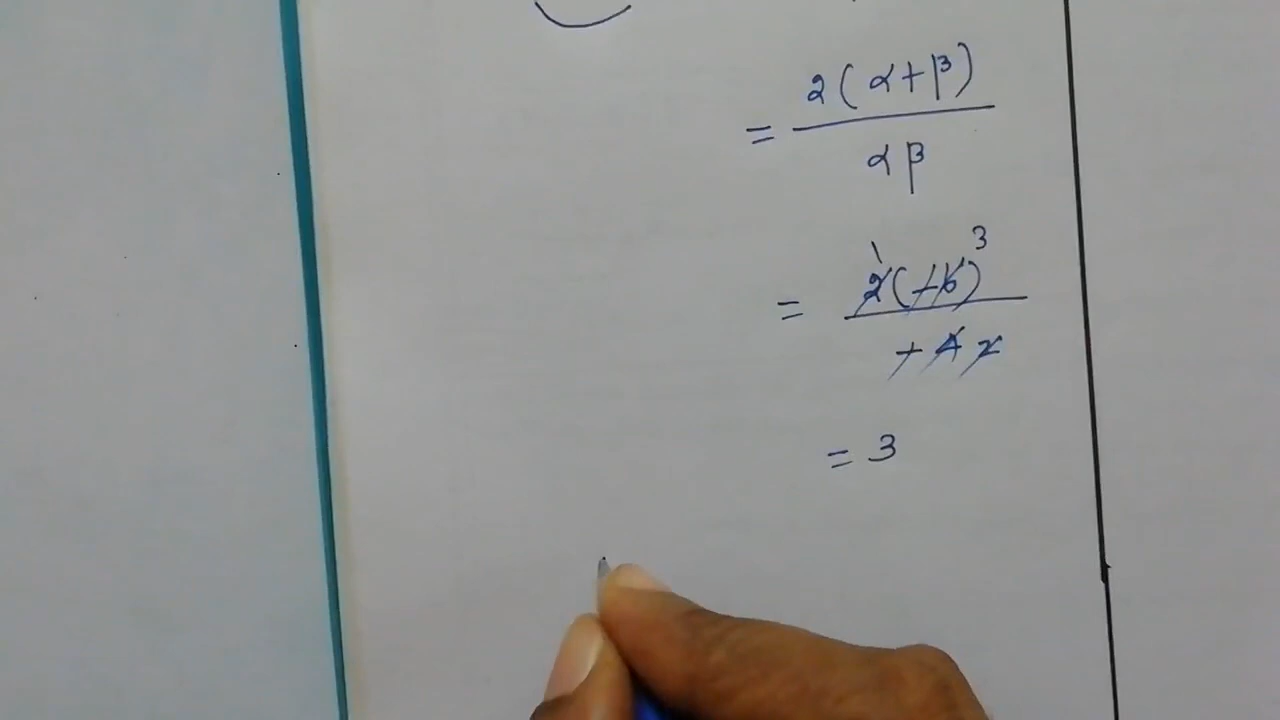 = 2(α+β)
αβ
1 3
= 2(+6)
+4 2
= 3